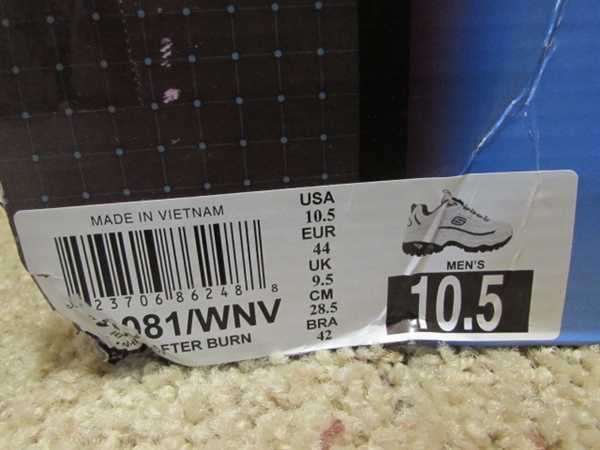 MADE IN VIETNAM
23706 86248 8
081/WNV
AFTER BURN
USA
10.5
EUR
44
UK
9.5
CM
28.5
BRA
42
MEN'S
10.5